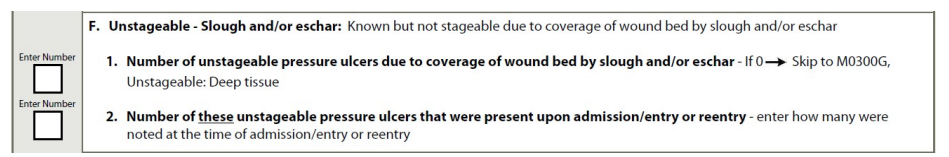 F. Unstageable - Slough and/or eschar: Known but not stageable due to coverage of wound bed by slough and/or eschar
Enter Number
1. Number of unstageable pressure ulcers due to coverage of wound bed by slough and/or eschar - If 0 → Skip to M0300G,
Unstageable: Deep tissue
Enter Number
2. Number of these unstageable pressure ulcers that were present upon admission/entry or reentry - enter how many were
noted at the time of admission/entry or reentry